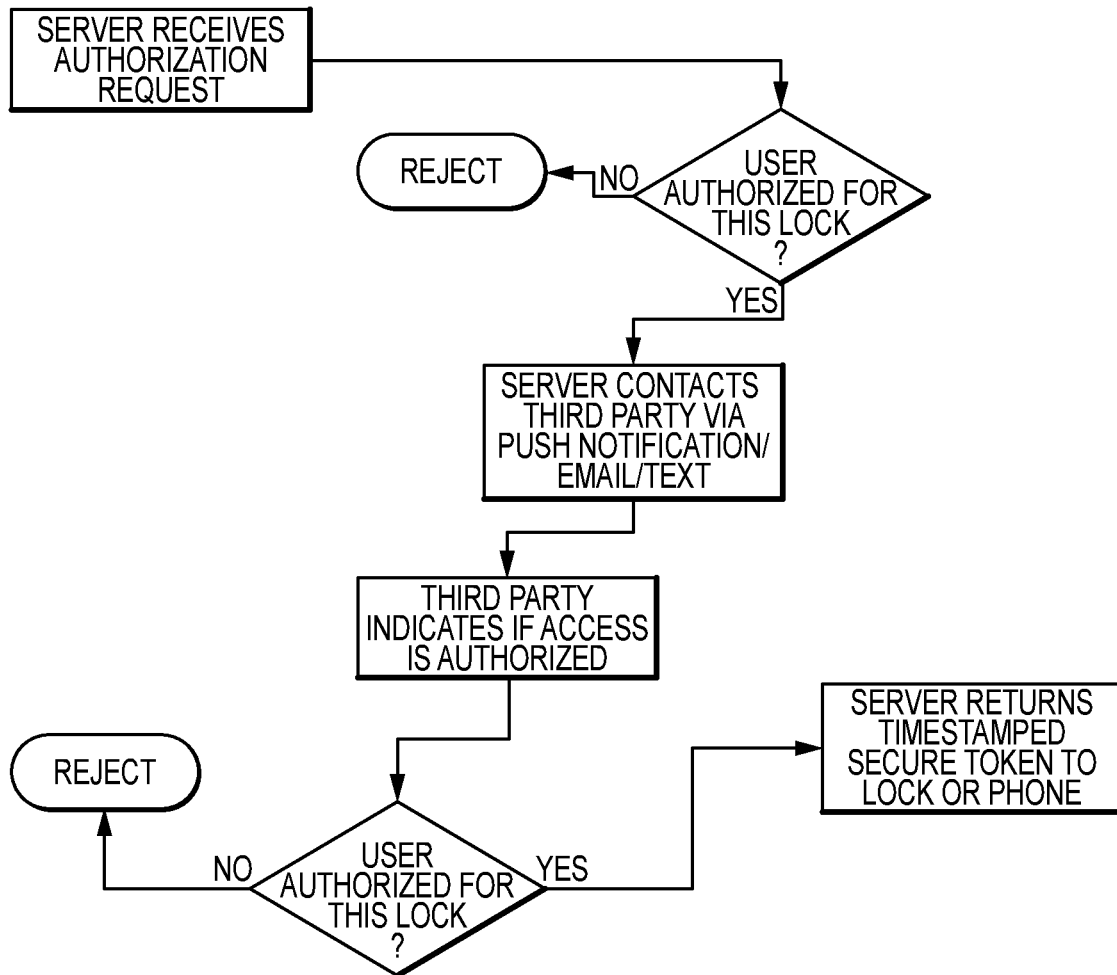 SERVER RECEIVES
AUTHORIZATION
REQUEST
REJECT
NO
USER
AUTHORIZED FOR
THIS LOCK
?
YES
SERVER CONTACTS
THIRD PARTY VIA
PUSH NOTIFICATION/
EMAIL/TEXT
THIRD PARTY
INDICATES IF ACCESS
IS AUTHORIZED
SERVER RETURNS
TIMESTAMPED
SECURE TOKEN TO
LOCK OR PHONE
REJECT
NO
USER
AUTHORIZED FOR
THIS LOCK
?
YES